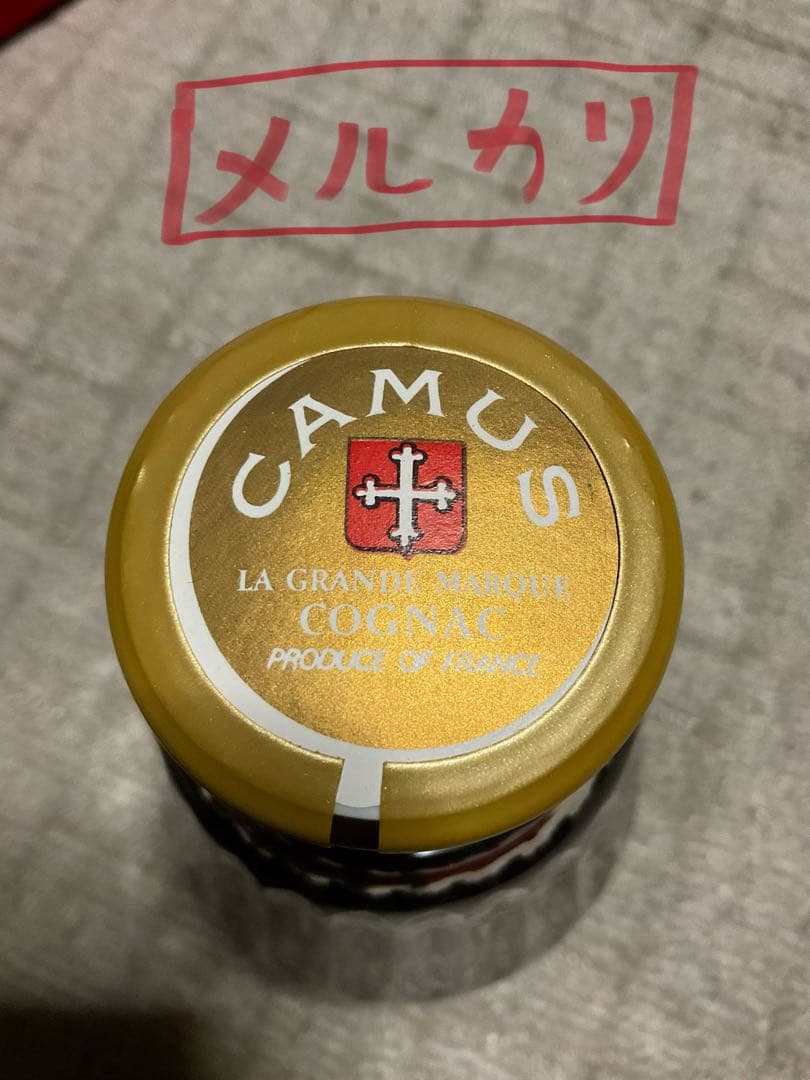 メルカリ
CAMUS
LA GRANDE MARQUE
COGNAC
PRODUCE OF FRANCE